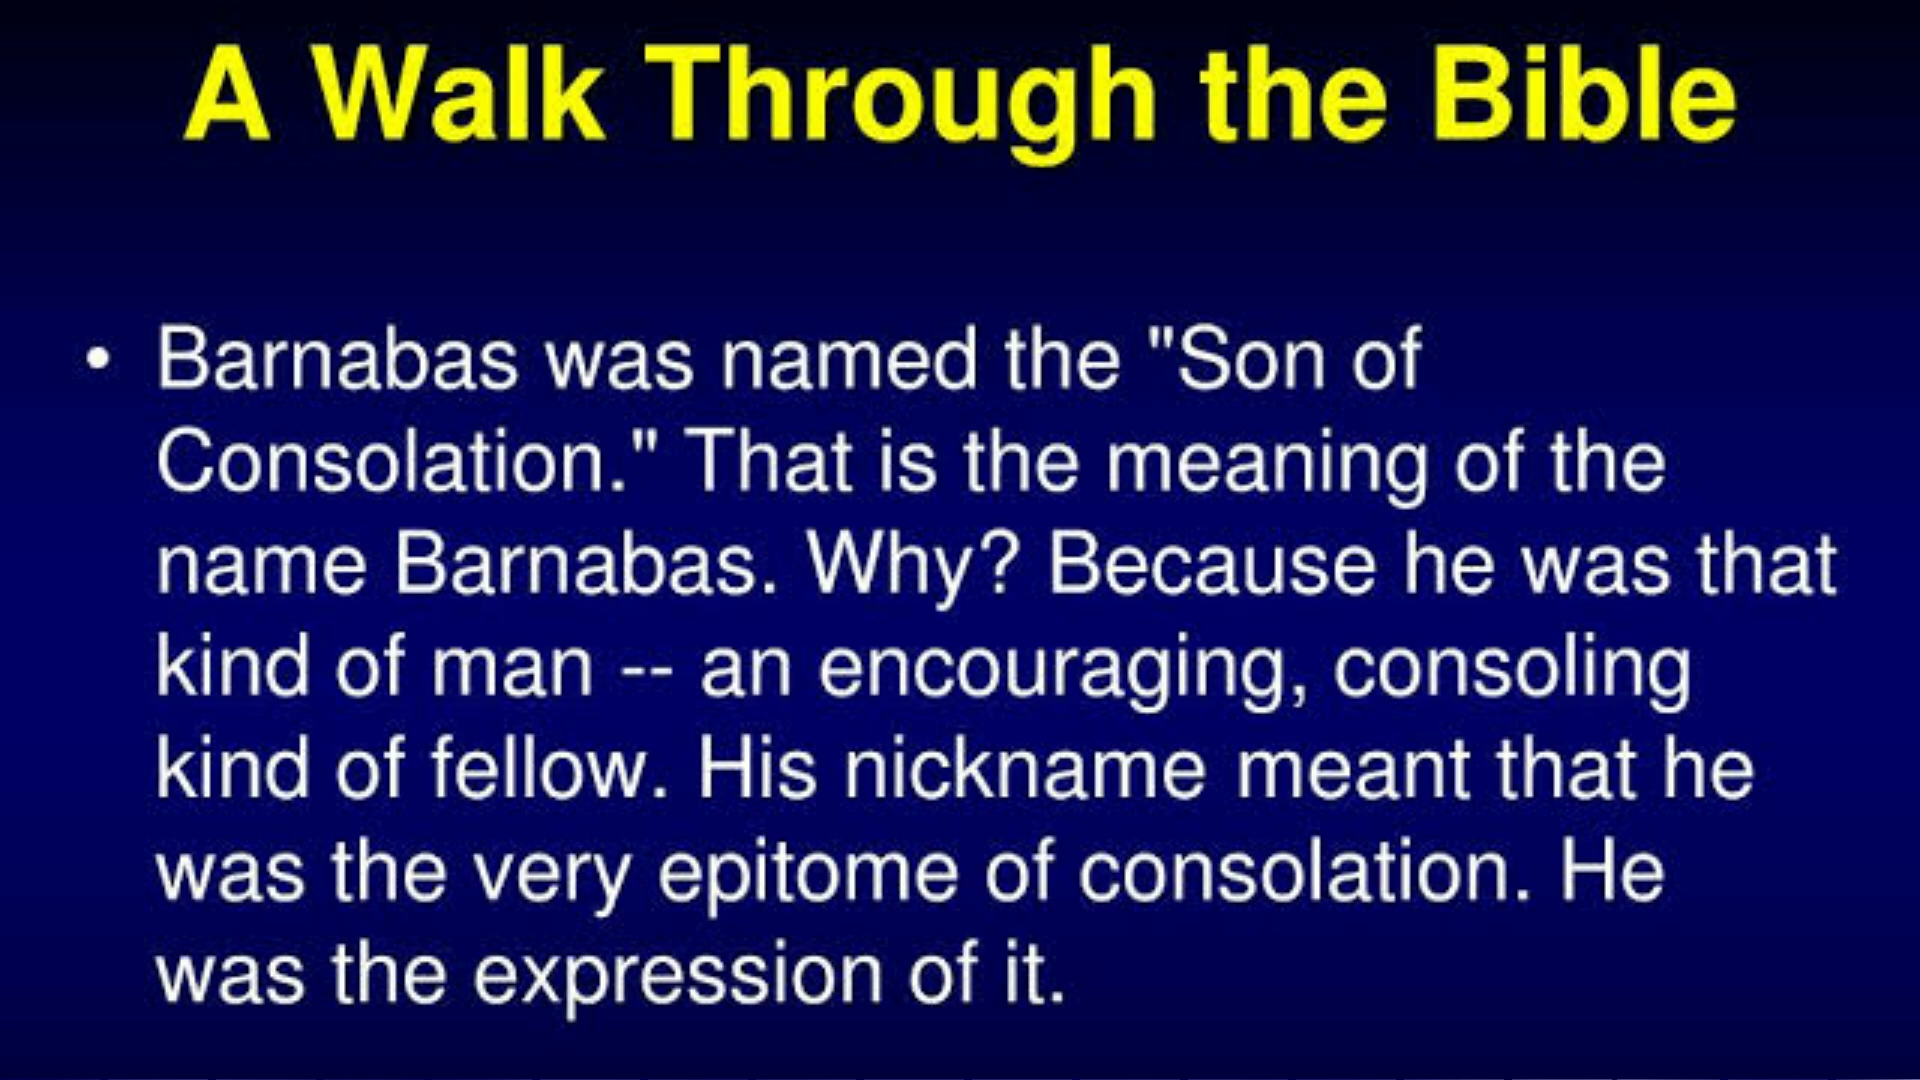 A Walk Through the Bible
• Barnabas was named the "Son of
Consolation." That is the meaning of the
name Barnabas. Why? Because he was that
kind of man -- an encouraging, consoling
kind of fellow. His nickname meant that he
was the very epitome of consolation. He
was the expression of it.